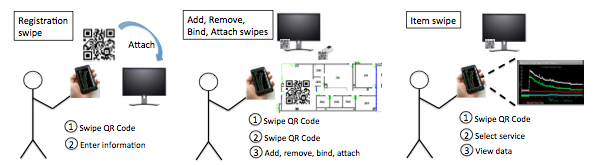 Registration
swipe
Attach
1 Swipe QR Code
2 Enter information
Add, Remove,
Bind, Attach swipes
1 Swipe QR Code
2 Swipe QR Code
3 Add, remove, bind, attach
Item swipe
1 Swipe QR Code
2 Select service
3 View data